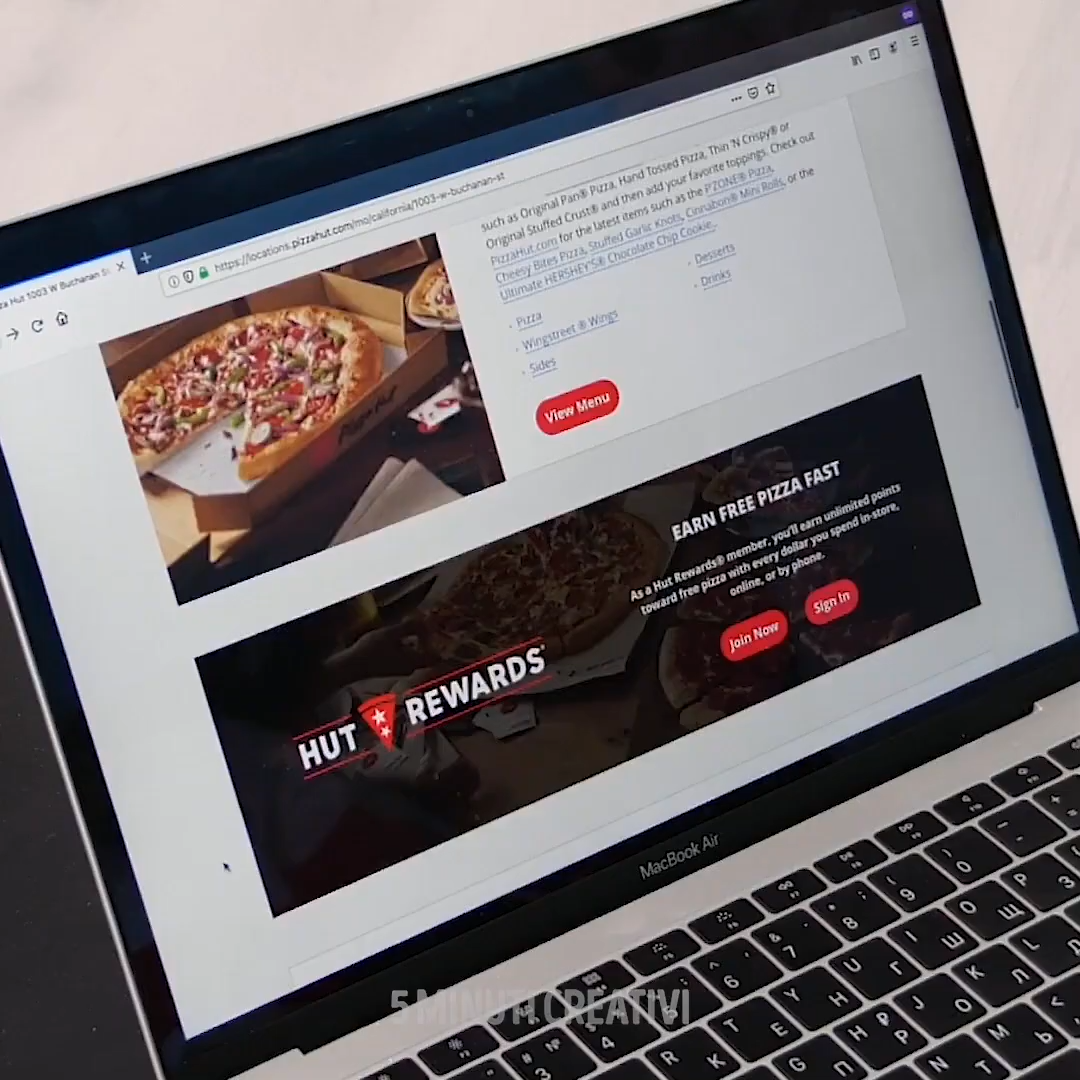 za Hut 1003 W Buchanan S
https://locations.pizzahut.com/mo/california/1003-w-buchanan-st
such as Original Pan® Pizza, Hand Tossed Pizza, Thin 'N Crispy® or
Original Stuffed Crust® and then add your favorite toppings. Check out
PizzaHut.com for the latest items such as the P'ZONE® Pizza,
Cheesy Bites Pizza, Stuffed Garlic Knots, Cinnabon® Mini Rolls, or the
Ultimate HERSHEY'S® Chocolate Chip Cookie.
Pizza
Wingstreet ® Wings
Sides
Desserts
Drinks
View Menu
Pizza Hut
EARN FREE PIZZA FAST
As a Hut Rewards® member, you'll earn unlimited points
toward free pizza with every dollar you spend in-store,
online, or by phone.
Join Now
Sign In
HUT REWARDS
MacBook Air
5 MINUTI CREATIVI